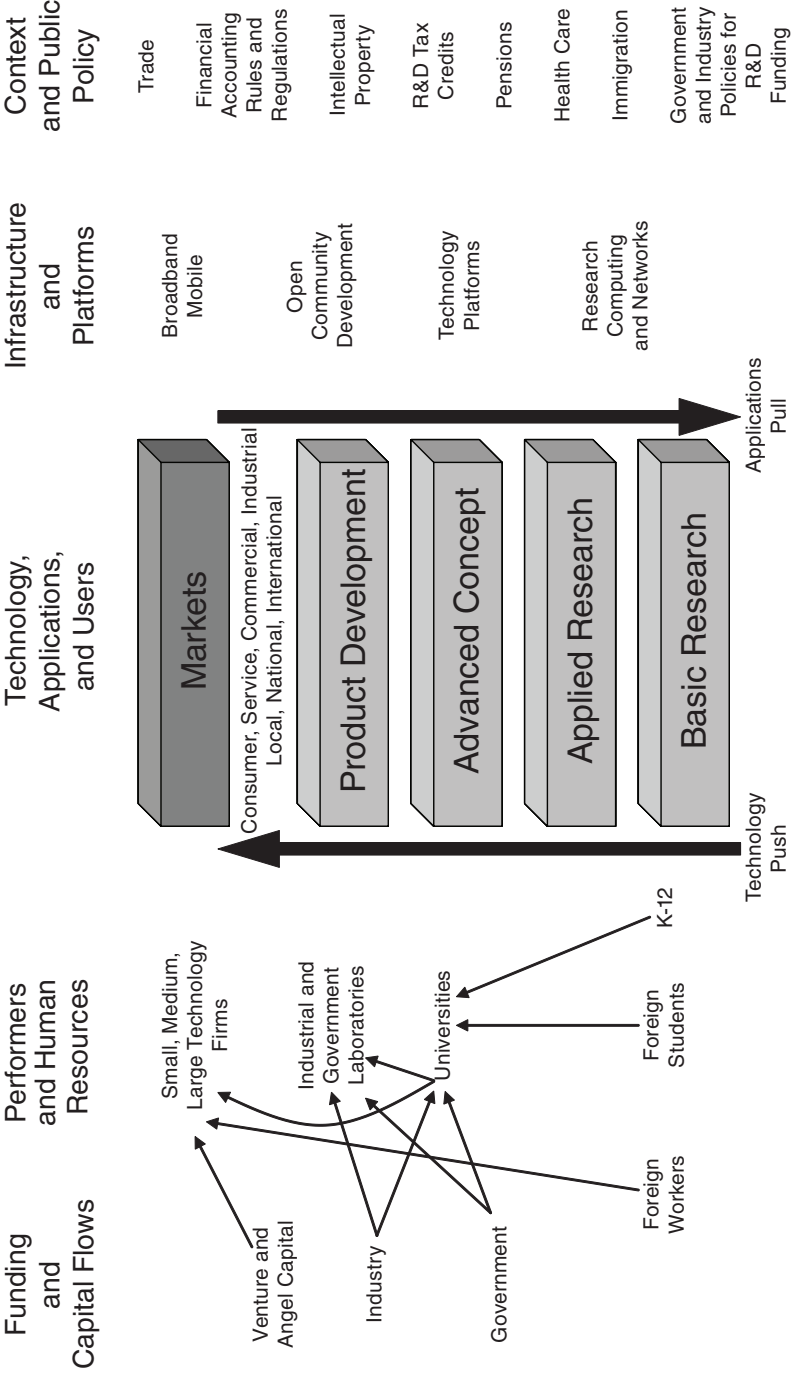 Funding
and
Capital Flows
Performers
and Human
Resources
Technology,
Applications,
and Users
Infrastructure
and
Platforms
Context
and Public
Policy
Venture and
Angel Capital
Industry
Government
Small, Medium,
Large Technology
Firms
Industrial and
Government
Laboratories
Universities
Foreign
Workers
Foreign
Students
K-12
Markets
Consumer, Service, Commercial, Industrial
Local, National, International
Product Development
Advanced Concept
Applied Research
Basic Research
Technology
Push
Applications
Pull
Broadband
Mobile
Open
Community
Development
Technology
Platforms
Research
Computing
and Networks
Trade
Financial
Accounting
Rules and
Regulations
Intellectual
Property
R&D Tax
Credits
Pensions
Health Care
Immigration
Government
and Industry
Policies for
R&D
Funding